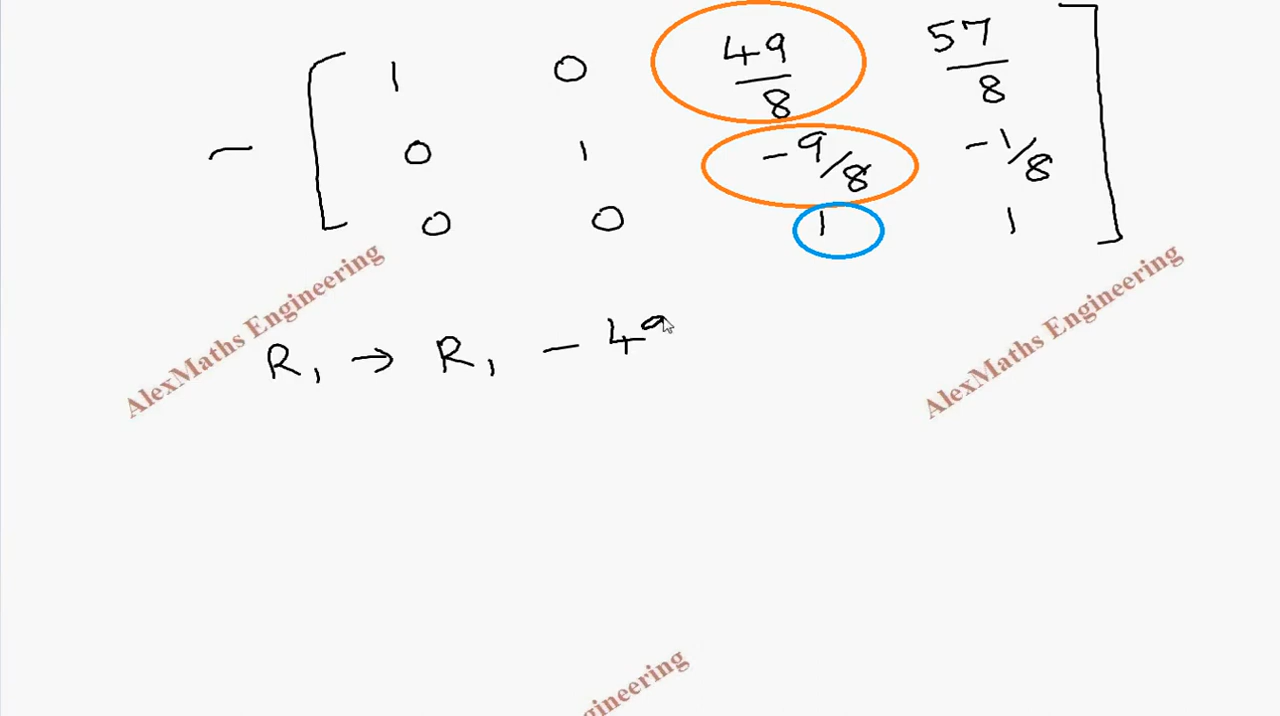 1 0 49/8 57/8
~ 0 1 -9/8 -1/8
0 0 1 1
R₁ → R₁ - 49
AlexMaths Engineering
AlexMaths Engineering
gineering